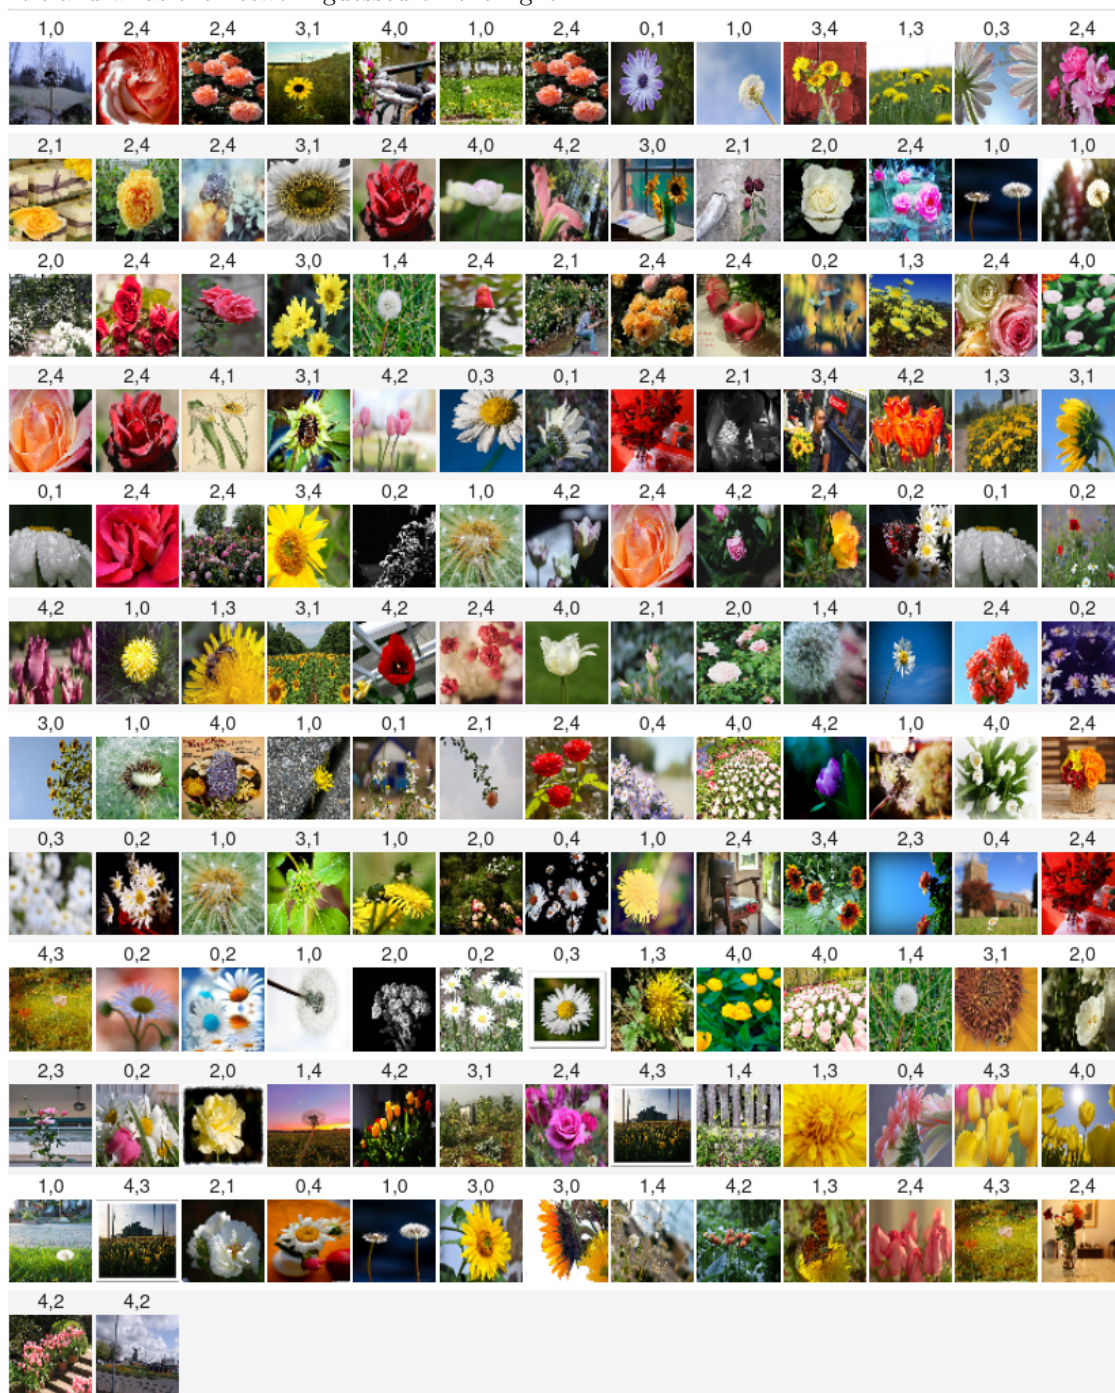 1,0 2,4 2,4 3,1 4,0 1,0 2,4 0,1 1,0 3,4 1,3 0,3 2,4
2,1 2,4 2,4 3,1 2,4 4,0 4,2 3,0 2,1 2,0 2,4 1,0 1,0
2,0 2,4 2,4 3,0 1,4 2,4 2,1 2,4 2,4 0,2 1,3 2,4 4,0
2,4 2,4 4,1 3,1 4,2 0,3 0,1 2,4 2,1 3,4 4,2 1,3 3,1
0,1 2,4 2,4 3,4 0,2 1,0 4,2 2,4 4,2 2,4 0,2 0,1 0,2
4,2 1,0 1,3 3,1 4,2 2,4 4,0 2,1 2,0 1,4 0,1 2,4 0,2
3,0 1,0 4,0 1,0 0,1 2,1 2,4 0,4 4,0 4,2 1,0 4,0 2,4
0,3 0,2 1,0 3,1 1,0 2,0 0,4 1,0 2,4 3,4 2,3 0,4 2,4
4,3 0,2 0,2 1,0 2,0 0,2 0,3 1,3 4,0 4,0 1,4 3,1 2,0
2,3 0,2 2,0 1,4 4,2 3,1 2,4 4,3 1,4 1,3 0,4 4,3 4,0
1,0 4,3 2,1 0,4 1,0 3,0 3,0 1,4 4,2 1,3 2,4 4,3 2,4
4,2 4,2